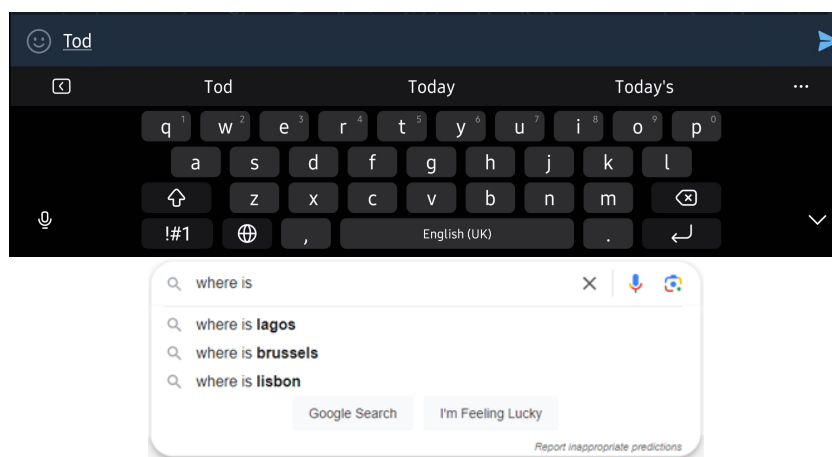 Tod
Tod Today Today's ...
q 1 w 2 e 3 r 4 t 5 y 6 u 7 i 8 o 9 p 0
a s d f g h j k l
z x c v b n m
!#1 , English (UK) .
where is
where is lagos
where is brussels
where is lisbon
Google Search I'm Feeling Lucky
Report inappropriate predictions